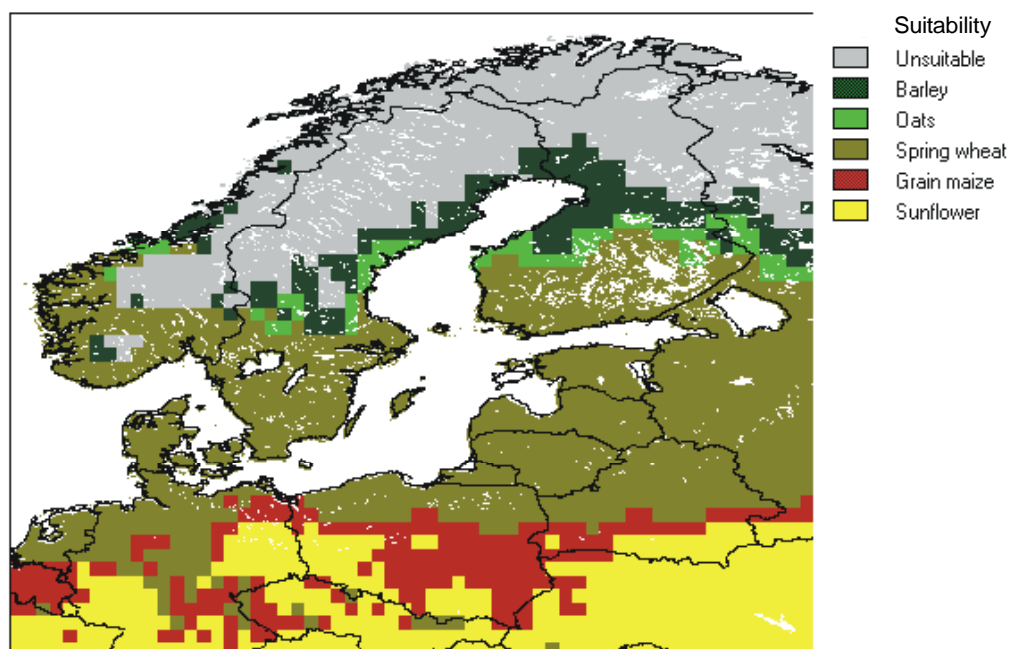 Suitability
Unsuitable
Barley
Oats
Spring wheat
Grain maize
Sunflower